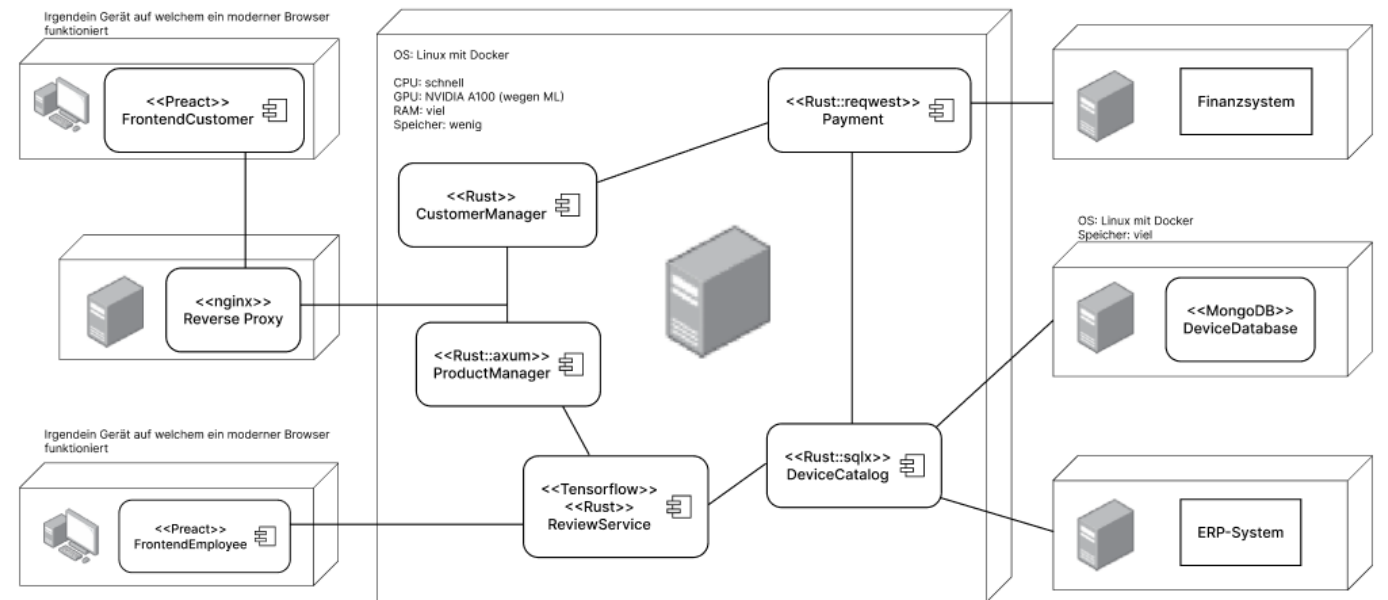 Irgendein Gerät auf welchem ein moderner Browser
funktioniert
<<Preact>>
FrontendCustomer
<<nginx>>
Reverse Proxy
Irgendein Gerät auf welchem ein moderner Browser
funktioniert
<<Preact>>
FrontendEmployee
OS: Linux mit Docker
CPU: schnell
GPU: NVIDIA A100 (wegen ML)
RAM: viel
Speicher: wenig
<<Rust::reqwest>>
Payment
<<Rust>>
CustomerManager
<<Rust::axum>>
ProductManager
<<Tensorflow>>
<<Rust>>
ReviewService
<<Rust::sqlx>>
DeviceCatalog
Finanzsystem
OS: Linux mit Docker
Speicher: viel
<<MongoDB>>
DeviceDatabase
ERP-System